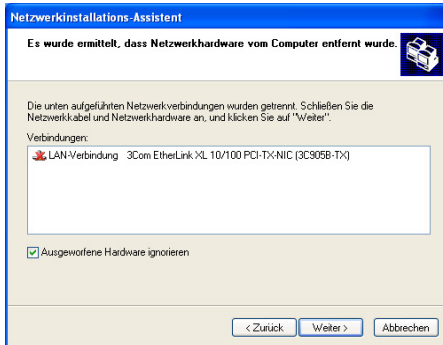 Netzwerkinstallations-Assistent
Es wurde ermittelt, dass Netzwerkhardware vom Computer entfernt wurde.
Die unten aufgeführten Netzwerkverbindungen wurden getrennt. Schließen Sie die
Netzwerkkabel und Netzwerkhardware an, und klicken Sie auf "Weiter".
Verbindungen:
LAN-Verbindung 3Com EtherLink XL 10/100 PCI-TX-NIC (3C905B-TX)
Ausgeworfene Hardware ignorieren
< Zurück Weiter > Abbrechen